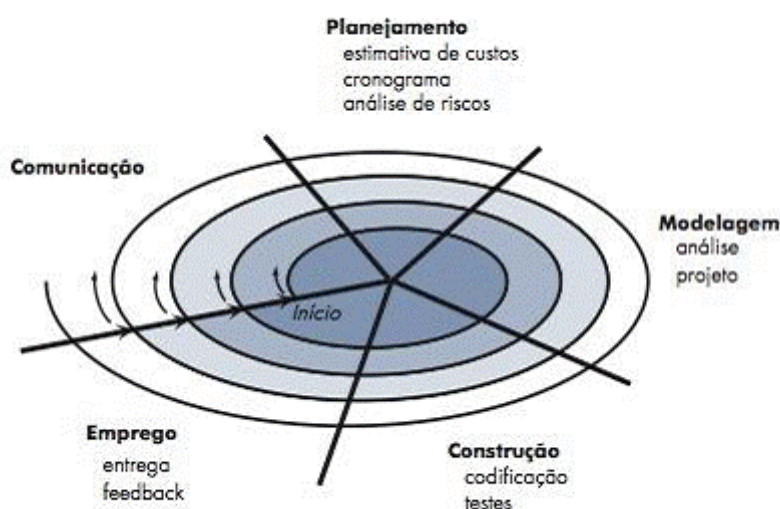 Planejamento
estimativa de custos
cronograma
análise de riscos
Comunicação
Modelagem
análise
projeto
Início
Emprego
entrega
feedback
Construção
codificação
testes